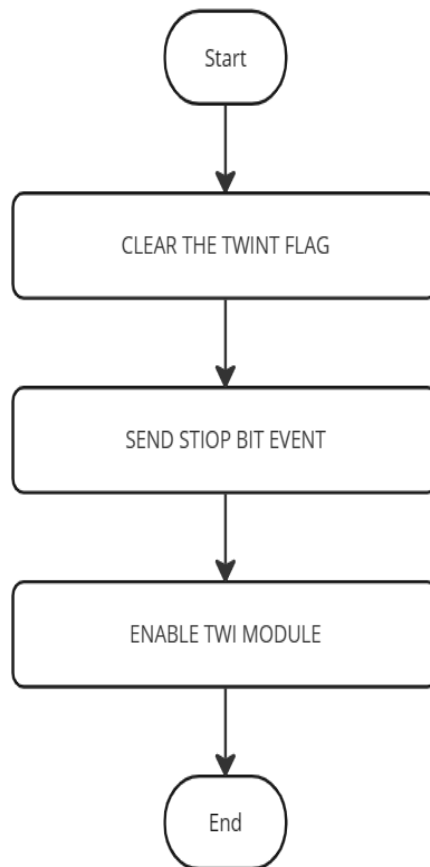 Start
CLEAR THE TWINT FLAG
SEND STIOP BIT EVENT
ENABLE TWI MODULE
End